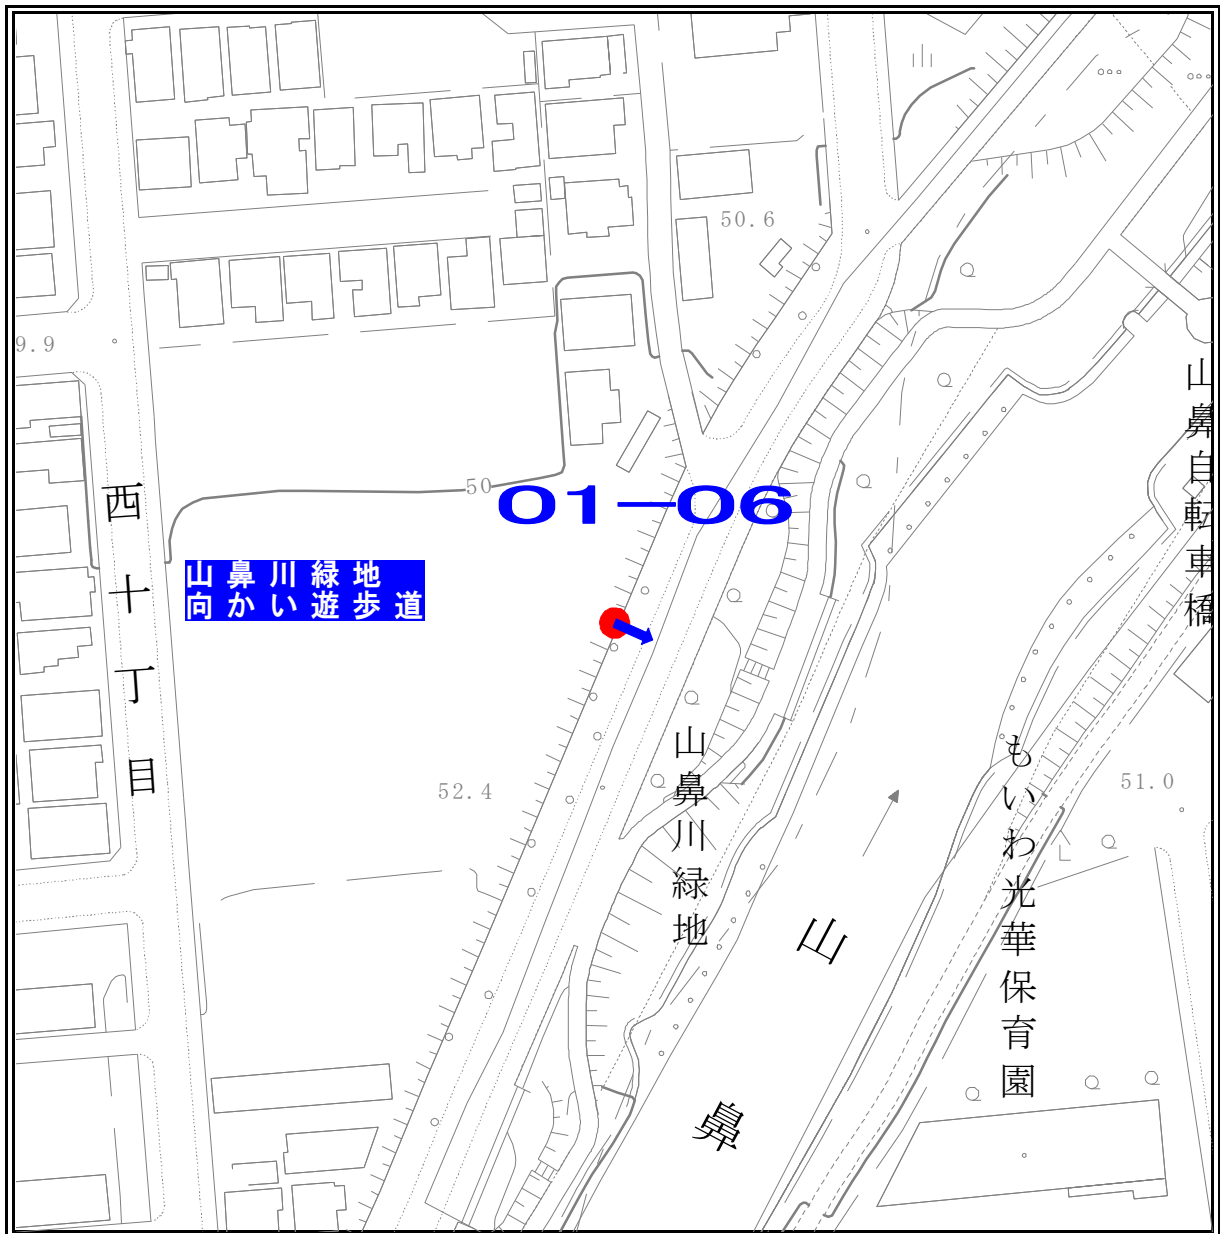 50.6
9.9
山鼻自転車橋
50
01－06
西十丁目
山鼻川緑地
向かい遊歩道
山鼻川緑地
もいわ光華保育園
51.0
52.4
山
鼻